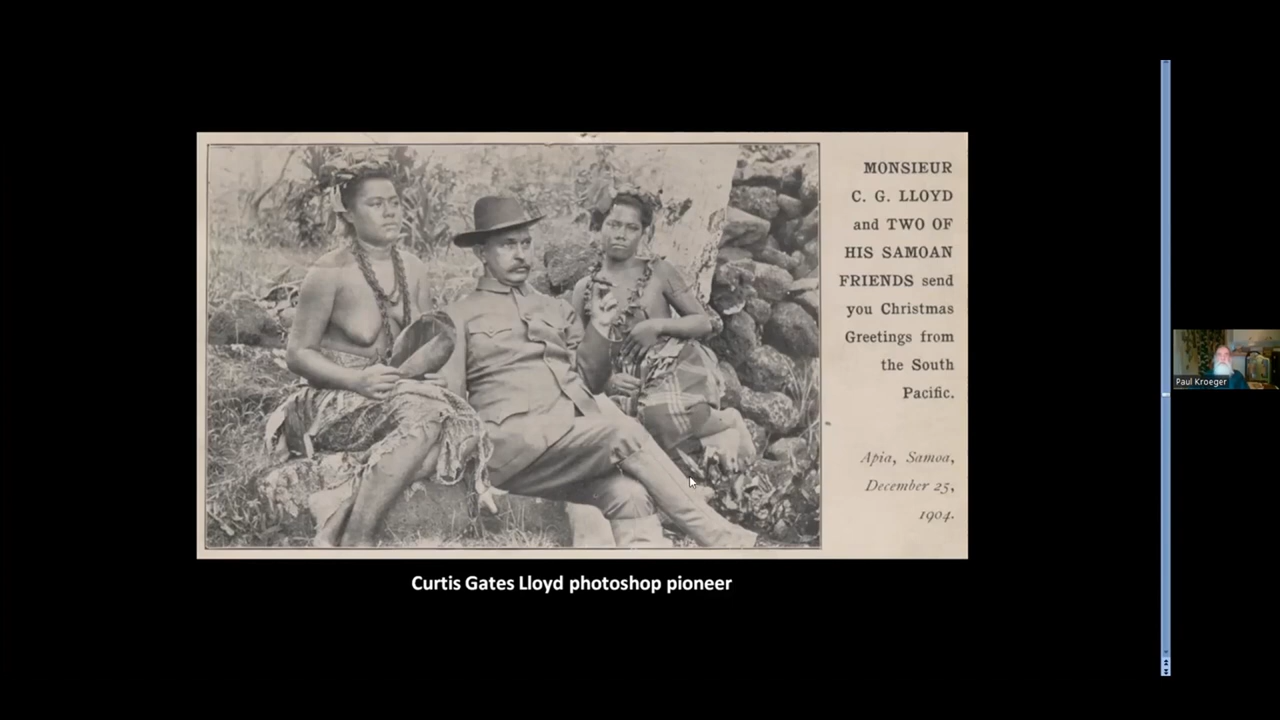 MONSIEUR
C. G. LLOYD
and TWO OF
HIS SAMOAN
FRIENDS send
you Christmas
Greetings from
the South
Pacific.
Apia, Samoa,
December 25,
1904.
Curtis Gates Lloyd photoshop pioneer
Paul Kroeger